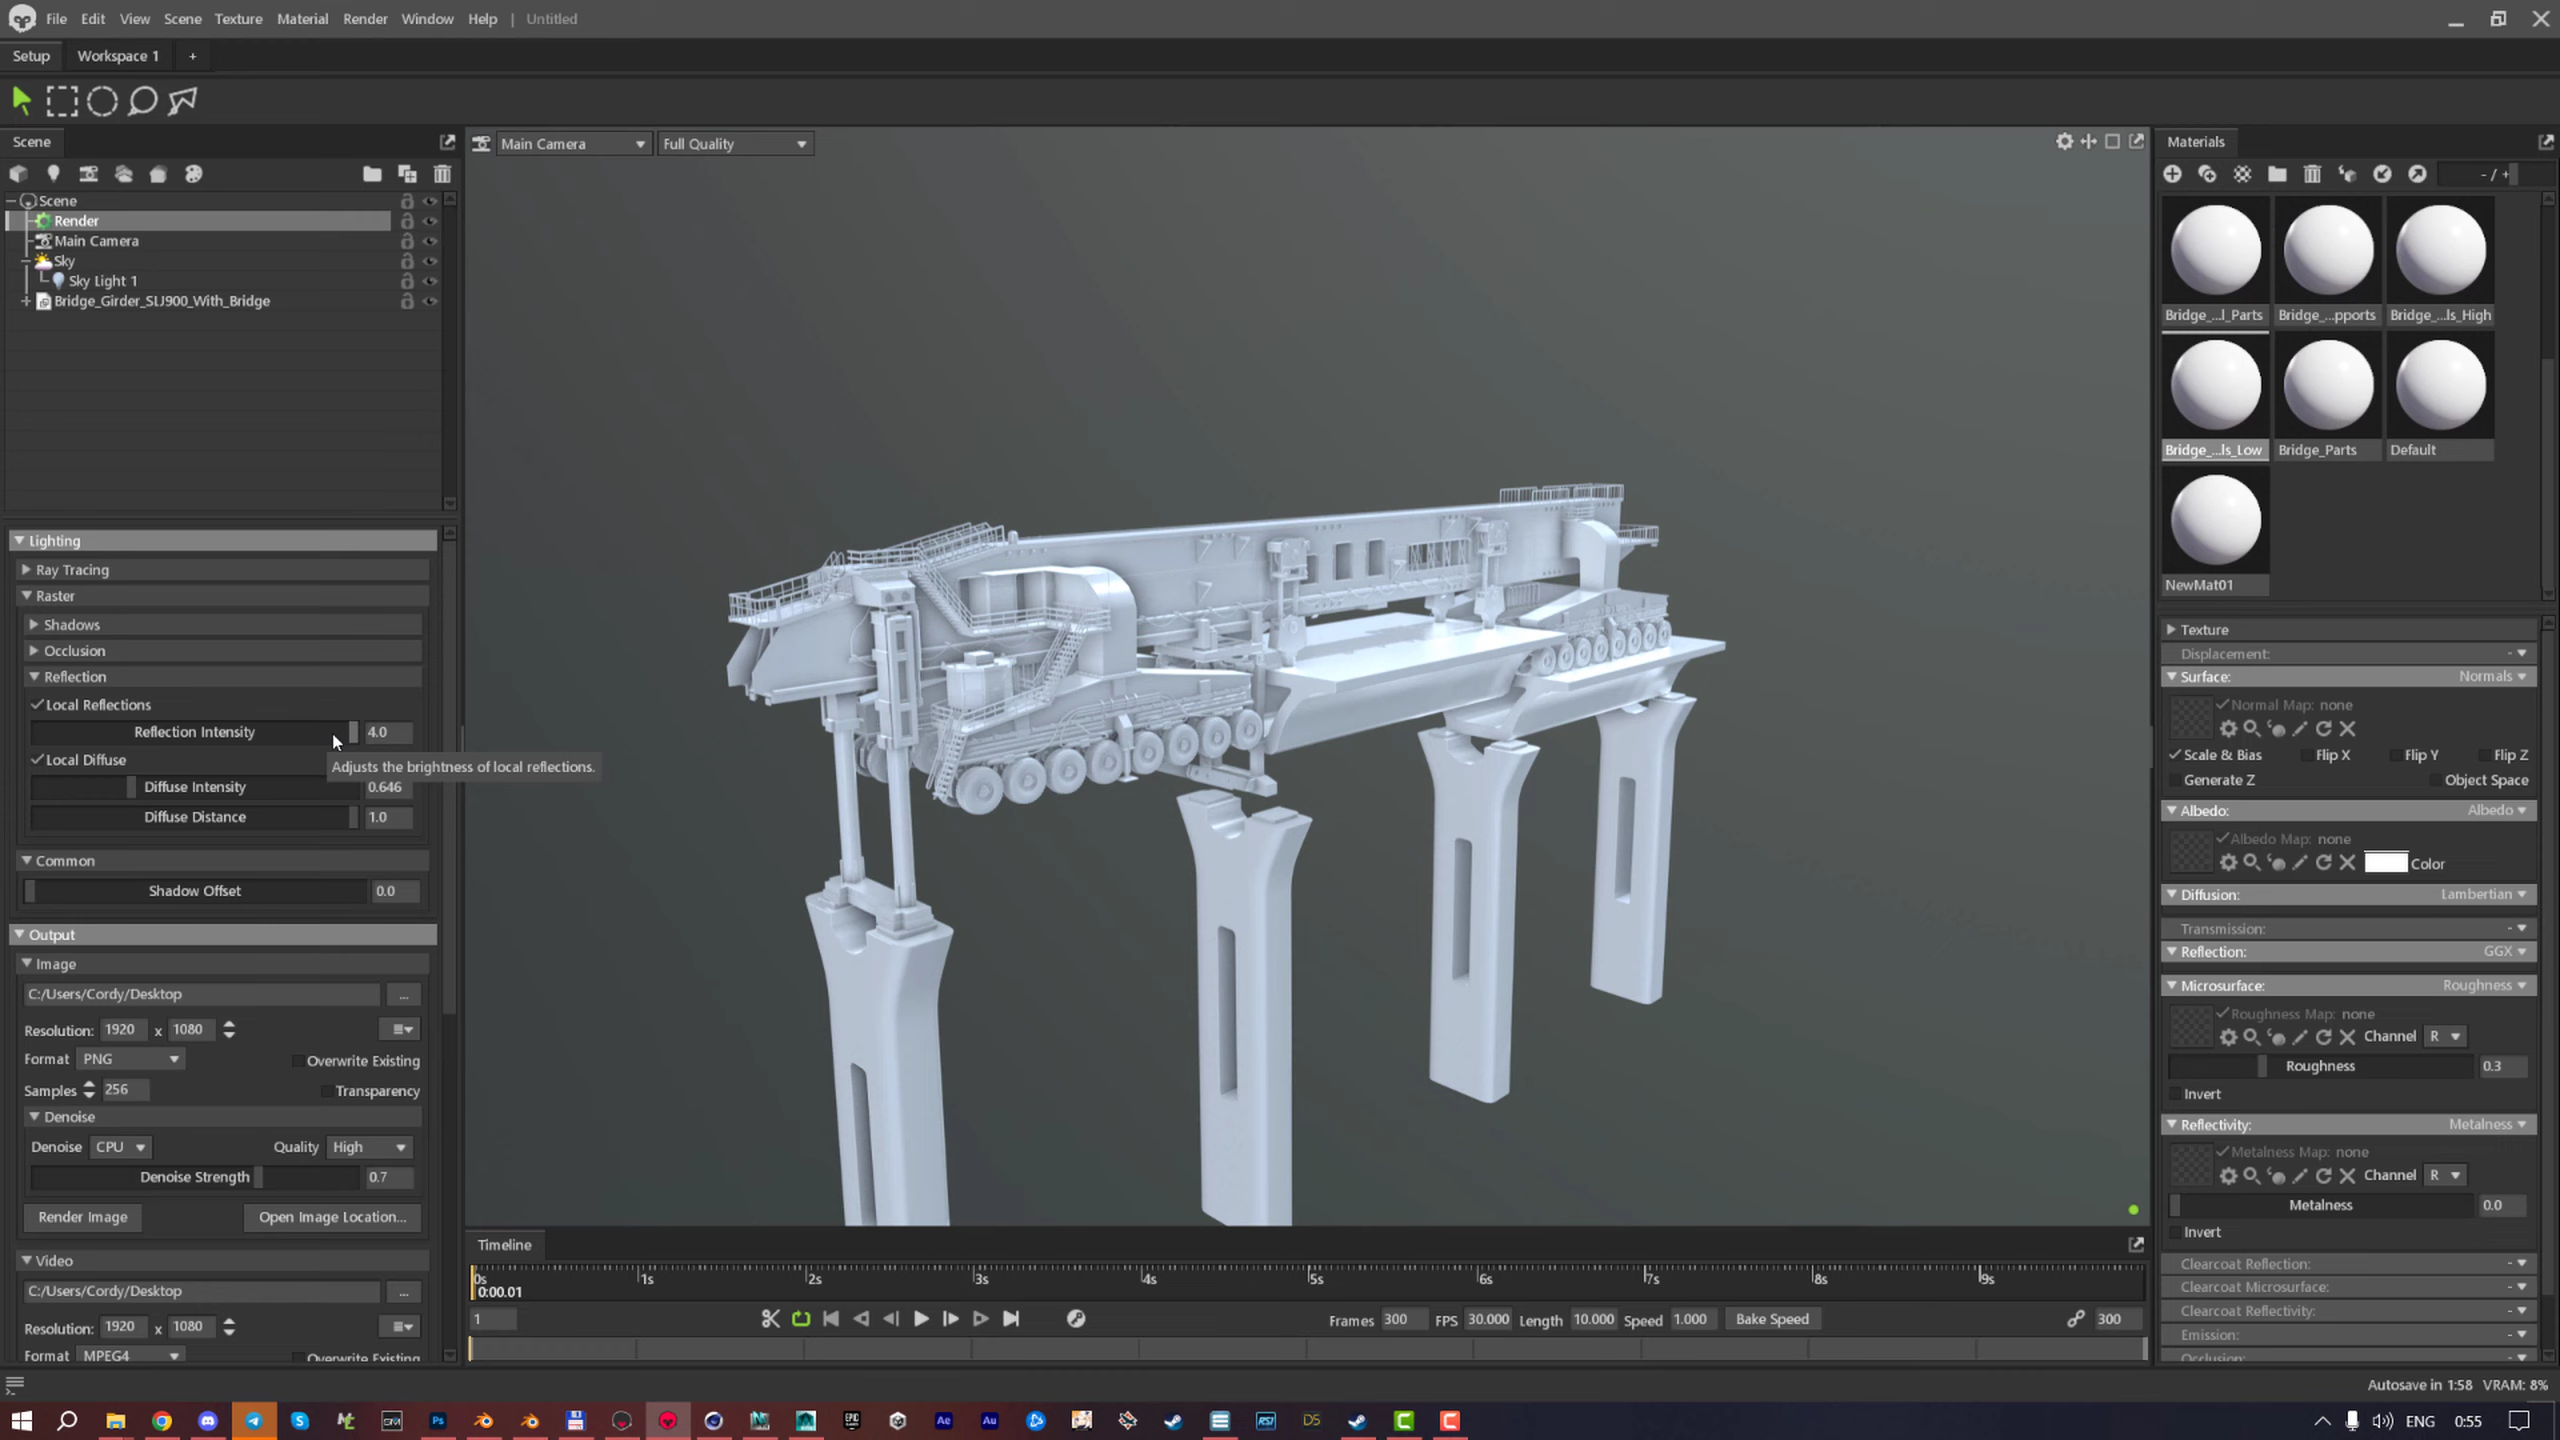 File Edit View Scene Texture Material Render Window Help | Untitled
Setup Workspace 1 +
Scene
Main Camera Full Quality
Materials
- / +
Scene
Render
Main Camera
Sky
Sky Light 1
Bridge_Girder_SLJ900_With_Bridge
Bridge_...l_Parts Bridge_...pports Bridge_...ls_High
Bridge_...ls_Low Bridge_Parts Default
NewMat01
Lighting
Ray Tracing
Raster
Shadows
Occlusion
Reflection
Local Reflections
Reflection Intensity 4.0
Local Diffuse
Adjusts the brightness of local reflections.
Diffuse Intensity 0.646
Diffuse Distance 1.0
Common
Shadow Offset 0.0
Output
Image
C:/Users/Cordy/Desktop ...
Resolution: 1920 x 1080
Format PNG Overwrite Existing
Samples 256 Transparency
Denoise
Denoise CPU Quality High
Denoise Strength 0.7
Render Image Open Image Location...
Video
C:/Users/Cordy/Desktop ...
Resolution: 1920 x 1080
Format MPEG4 Overwrite Existing
Texture
Displacement: -
Surface: Normals
Normal Map: none
Scale & Bias Flip X Flip Y Flip Z
Generate Z Object Space
Albedo: Albedo
Albedo Map: none
Color
Diffusion: Lambertian
Transmission: -
Reflection: GGX
Microsurface: Roughness
Roughness Map: none
Channel R
Roughness 0.3
Invert
Reflectivity: Metalness
Metalness Map: none
Channel R
Metalness 0.0
Invert
Clearcoat Reflection: -
Clearcoat Microsurface: -
Clearcoat Reflectivity: -
Emission: -
Occlusion: -
Timeline
0s 1s 2s 3s 4s 5s 6s 7s 8s 9s
0:00.01
1 Frames 300 FPS 30.000 Length 10.000 Speed 1.000 Bake Speed 300
Autosave in 1:58 VRAM: 8%
Ps EPIC Ae Au RSI DS ENG 0:55